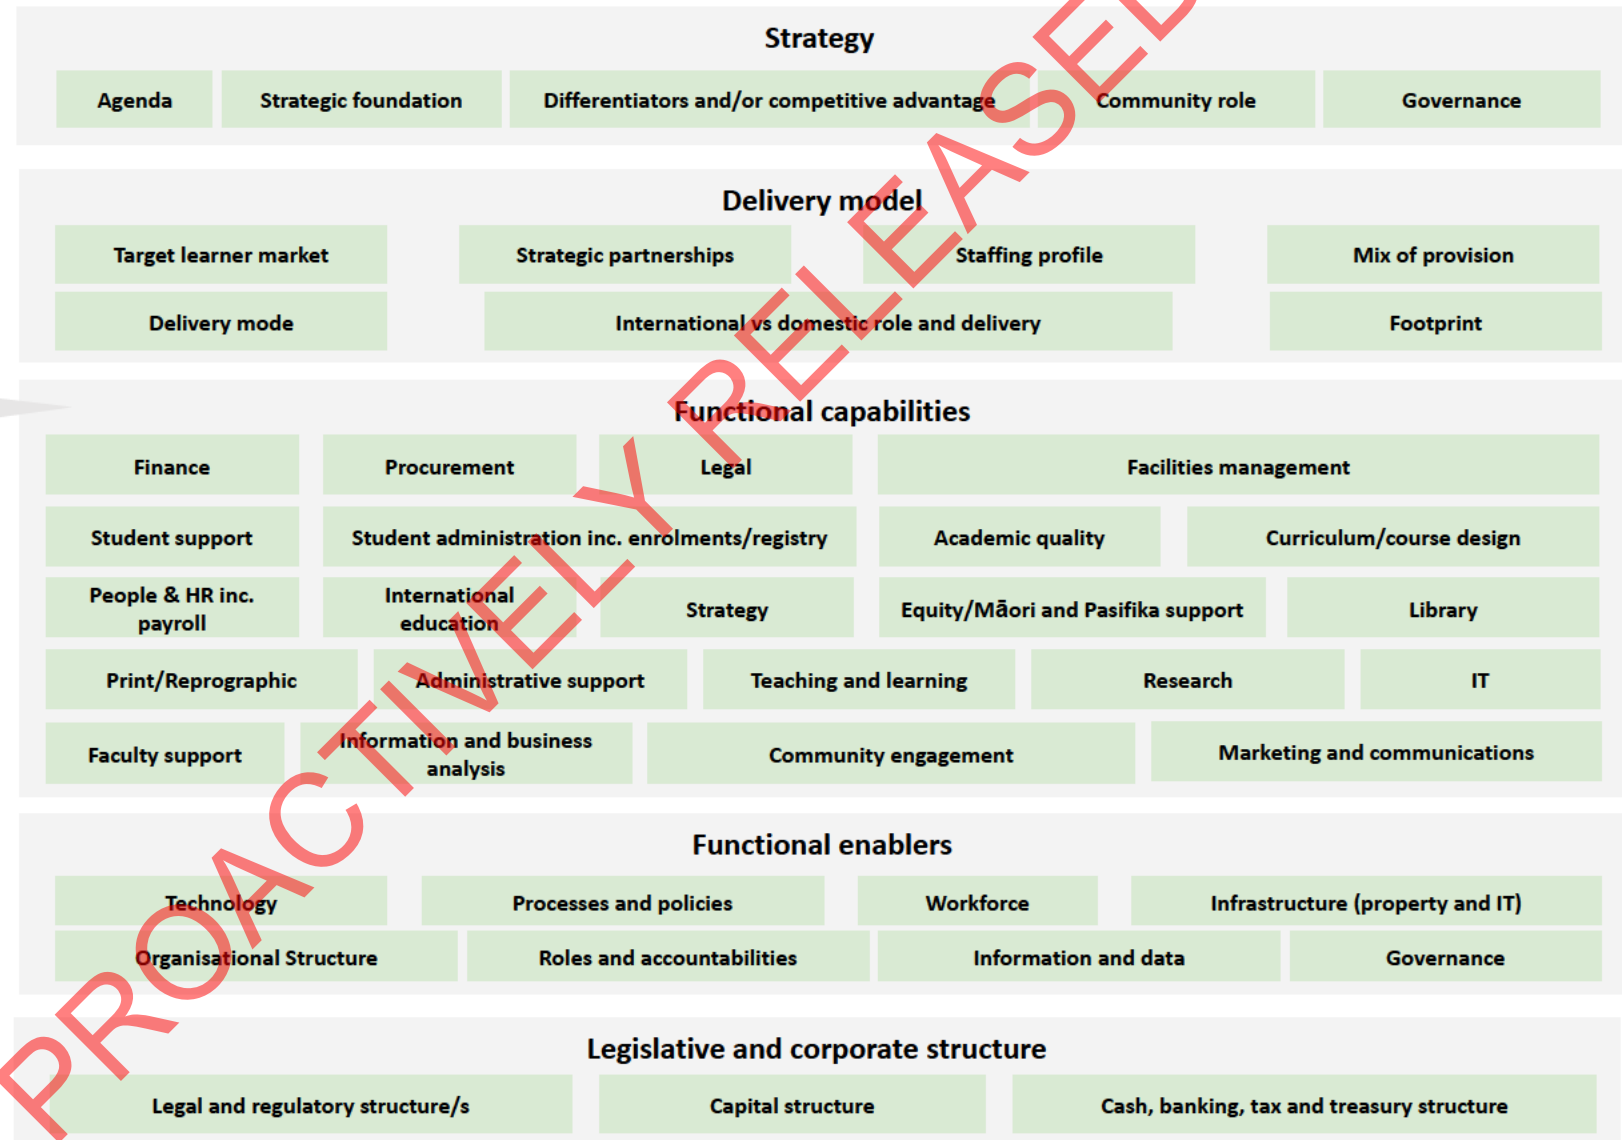 Strategy
Agenda
Strategic foundation
Differentiators and/or competitive advantage
Community role
Governance
Delivery model
Target learner market
Strategic partnerships
Staffing profile
Mix of provision
Delivery mode
International vs domestic role and delivery
Footprint
Functional capabilities
Finance
Procurement
Legal
Facilities management
Student support
Student administration inc. enrolments/registry
Academic quality
Curriculum/course design
People & HR inc.
payroll
International
education
Strategy
Equity/Māori and Pasifika support
Library
Print/Reprographic
Administrative support
Teaching and learning
Research
IT
Faculty support
Information and business
analysis
Community engagement
Marketing and communications
Functional enablers
Technology
Processes and policies
Workforce
Infrastructure (property and IT)
Organisational Structure
Roles and accountabilities
Information and data
Governance
Legislative and corporate structure
Legal and regulatory structure/s
Capital structure
Cash, banking, tax and treasury structure
PROACTIVELY RELEASED